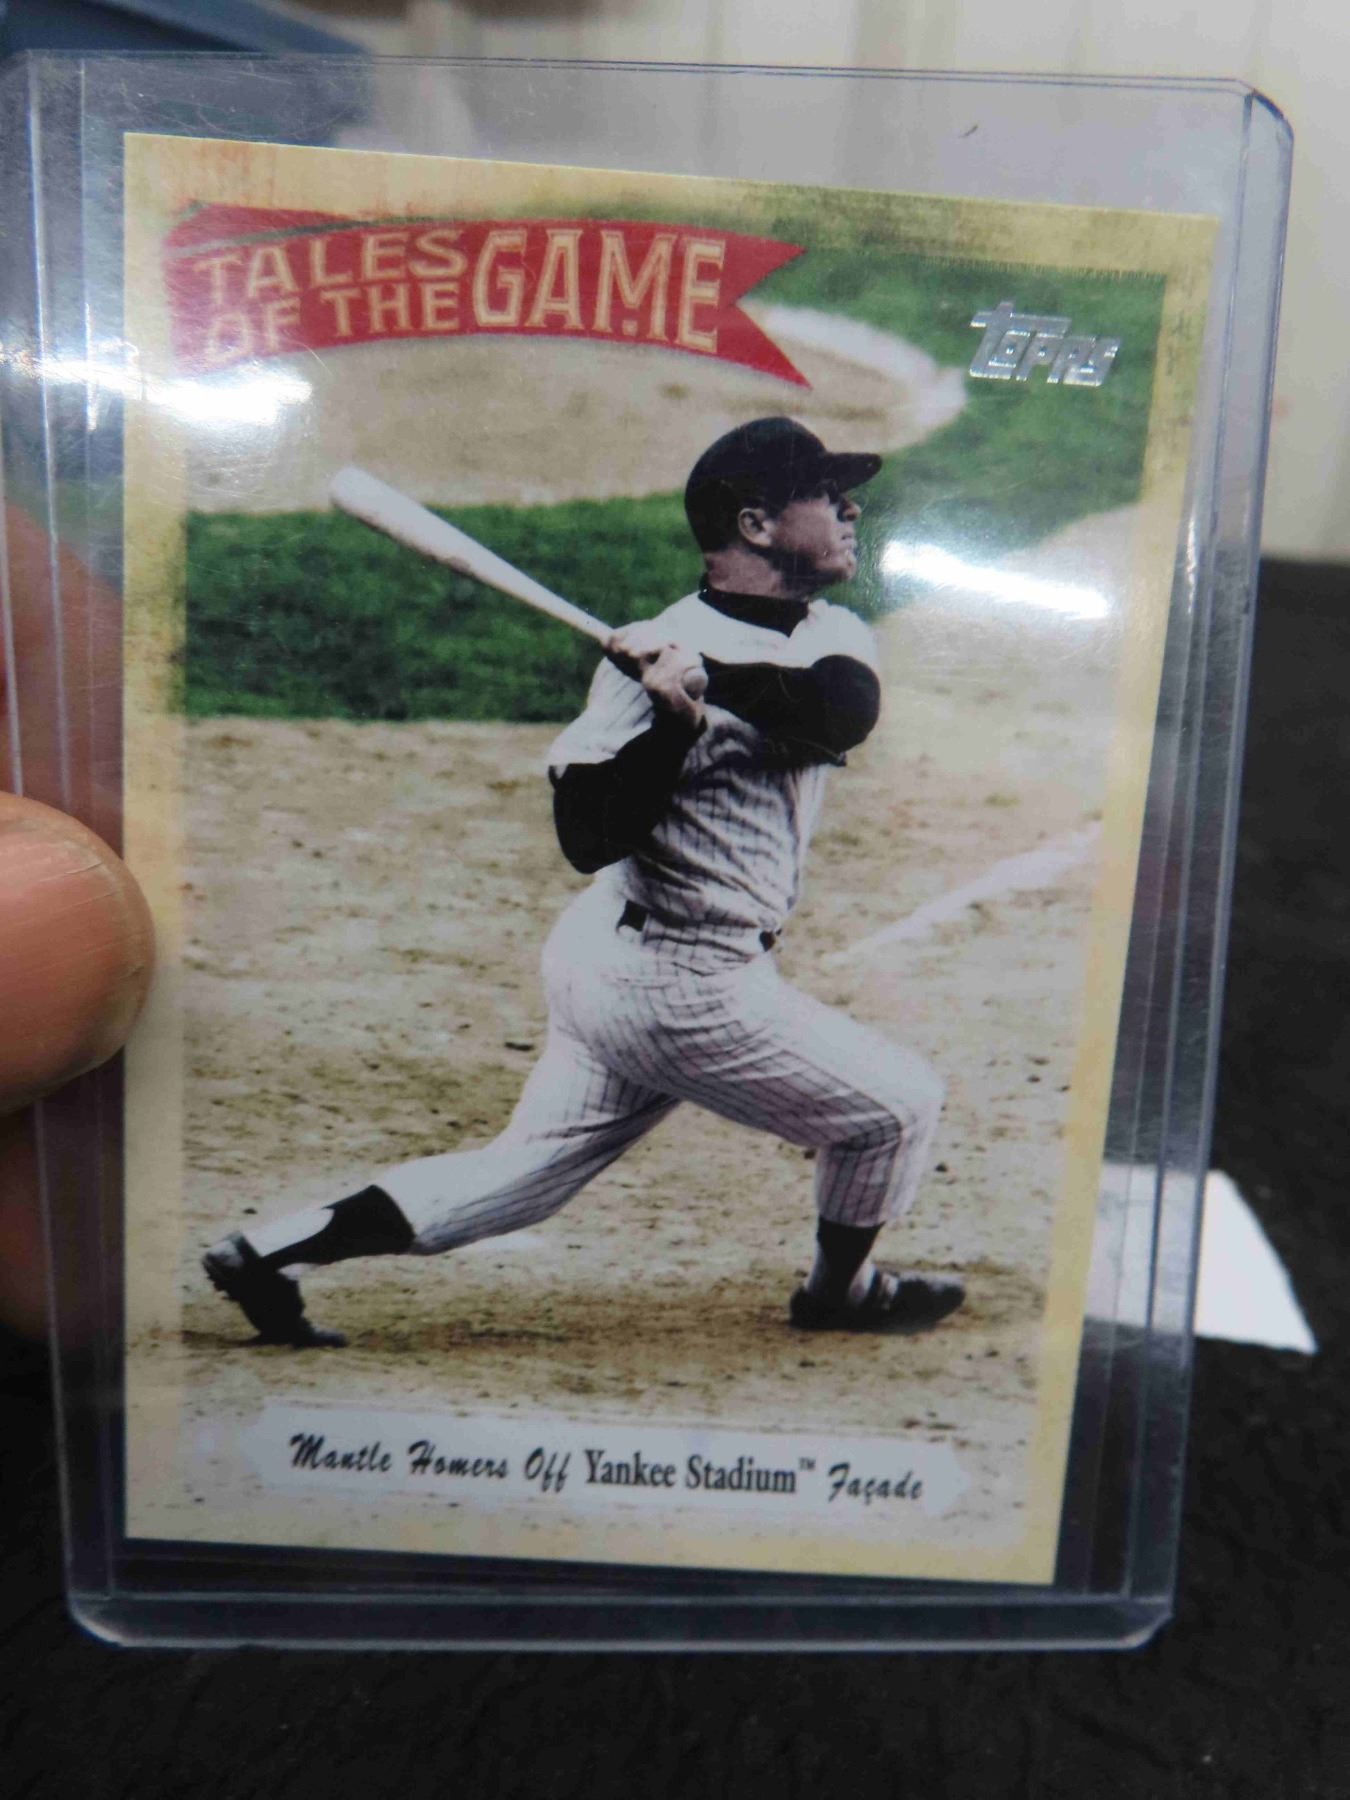 TALES
OF THE GAME
TOPPS
Mantle Homers Off Yankee Stadium™ Façade